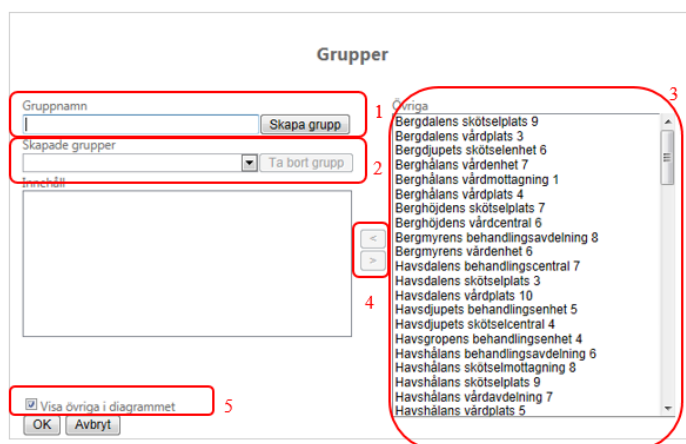 Grupper
Gruppnamn
1
Skapa grupp
Skapade grupper
Ta bort grupp
2
Innehåll
<
>
4
Övriga
3
Bergdalens skötselplats 9
Bergdalens vårdplats 3
Bergdjupets skötselenhet 6
Berghålans vårdenhet 7
Berghålans vårdmottagning 1
Berghålans vårdplats 4
Berghöjdens skötselplats 7
Berghöjdens vårdcentral 6
Bergmyrens behandlingsavdelning 8
Bergmyrens vårdenhet 6
Havsdalens behandlingscentral 7
Havsdalens skötselplats 3
Havsdalens vårdplats 10
Havsdjupets behandlingsenhet 5
Havsdjupets skötselcentral 4
Havsgropens behandlingsenhet 4
Havshålans behandlingsavdelning 6
Havshålans skötselmottagning 8
Havshålans skötselplats 9
Havshålans vårdavdelning 7
Havshålans vårdplats 5
Visa övriga i diagrammet
5
OK
Avbryt